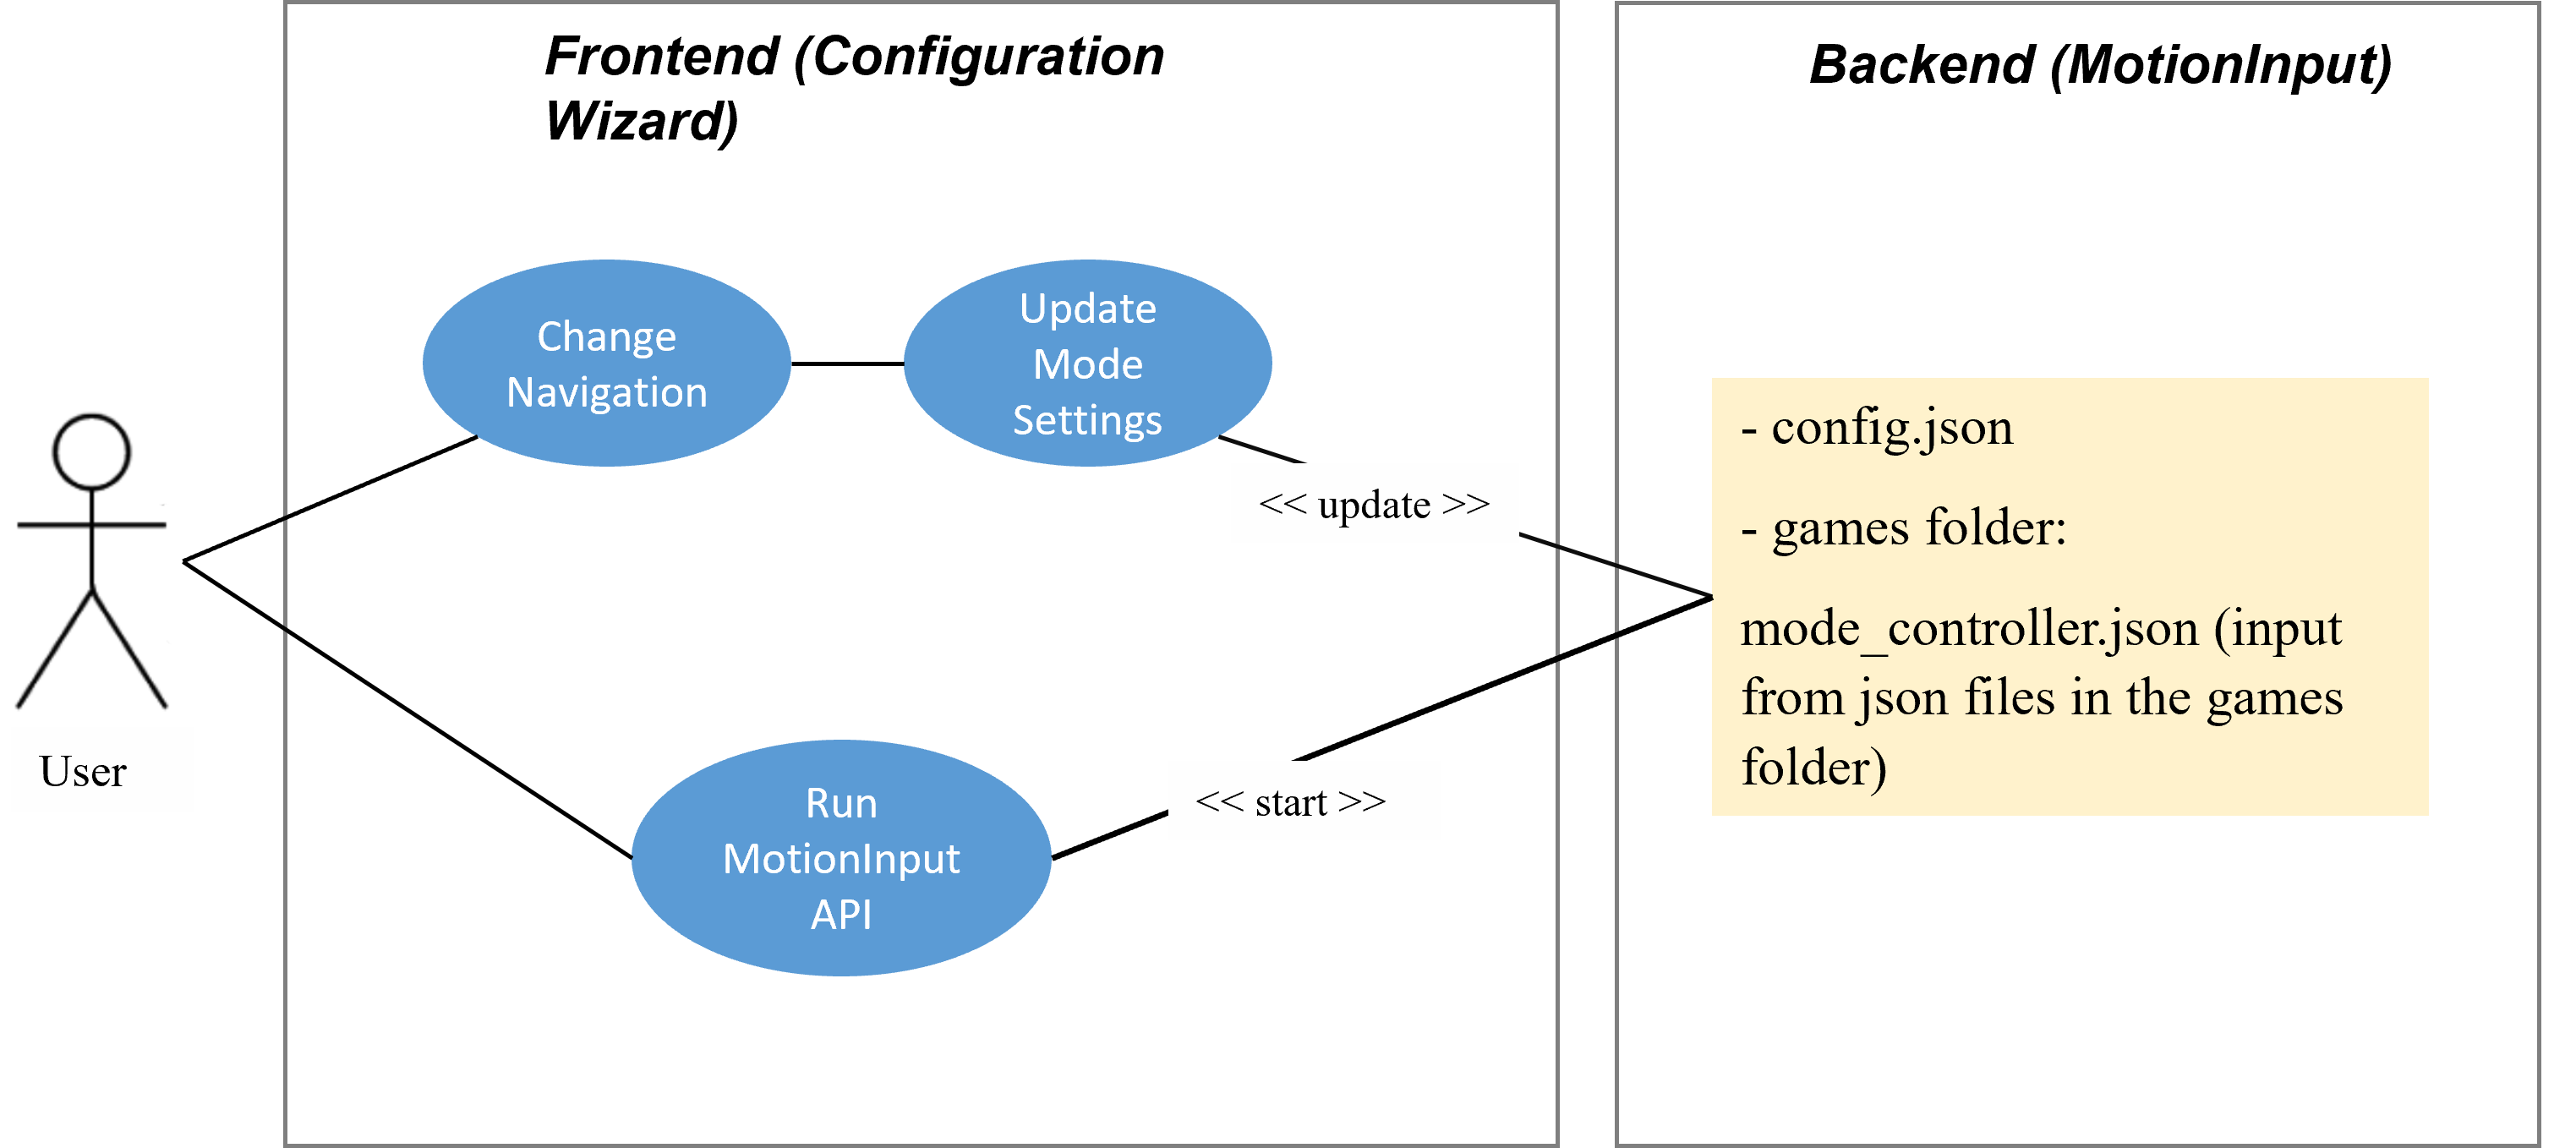 Frontend (Configuration
Wizard)
Backend (MotionInput)
Change
Navigation
Update
Mode
Settings
<< update >>
- config.json
- games folder:
mode_controller.json (input
from json files in the games
folder)
User
Run
MotionInput
API
<< start >>